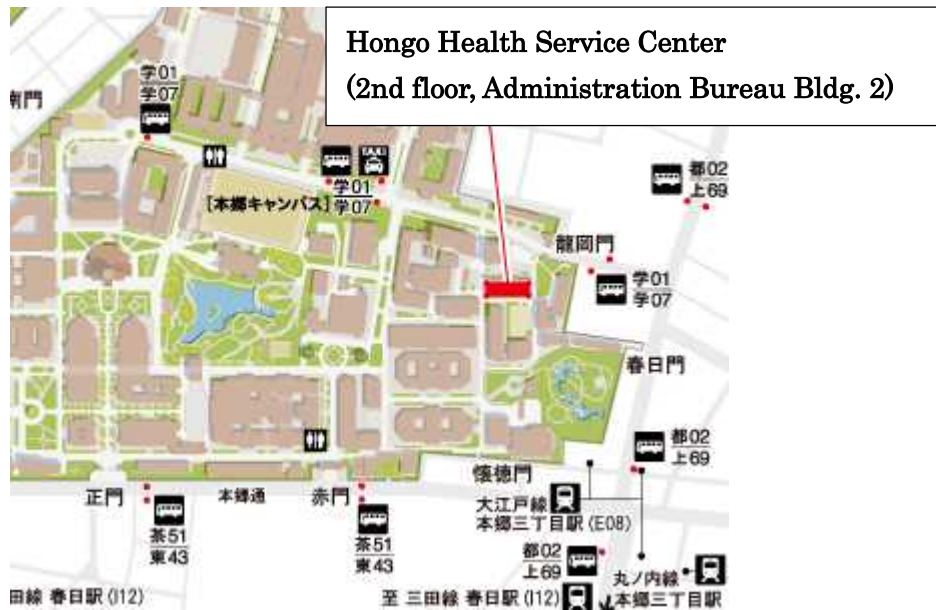 Hongo Health Service Center
(2nd floor, Administration Bureau Bldg. 2)
学01
学07
南門
TAXI
学01
学07
[本郷キャンパス]
都02
上69
龍岡門
学01
学07
春日門
都02
上69
懐徳門
正門
本郷通
赤門
大江戸線
本郷三丁目駅(E08)
茶51
東43
茶51
東43
都02
上69
丸ノ内線
本郷三丁目駅
田線 春日駅(I12)
至 三田線 春日駅(I12)